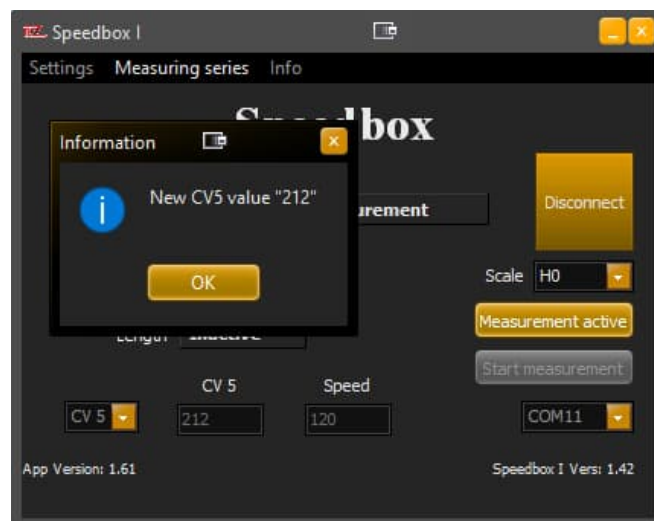 Speedbox I
Settings Measuring series Info
box
Information
New CV5 value "212"
OK
urement
Disconnect
Scale H0
Measurement active
Start measurement
CV 5 Speed
CV 5 212 120 COM11
App Version: 1.61 Speedbox I Vers: 1.42